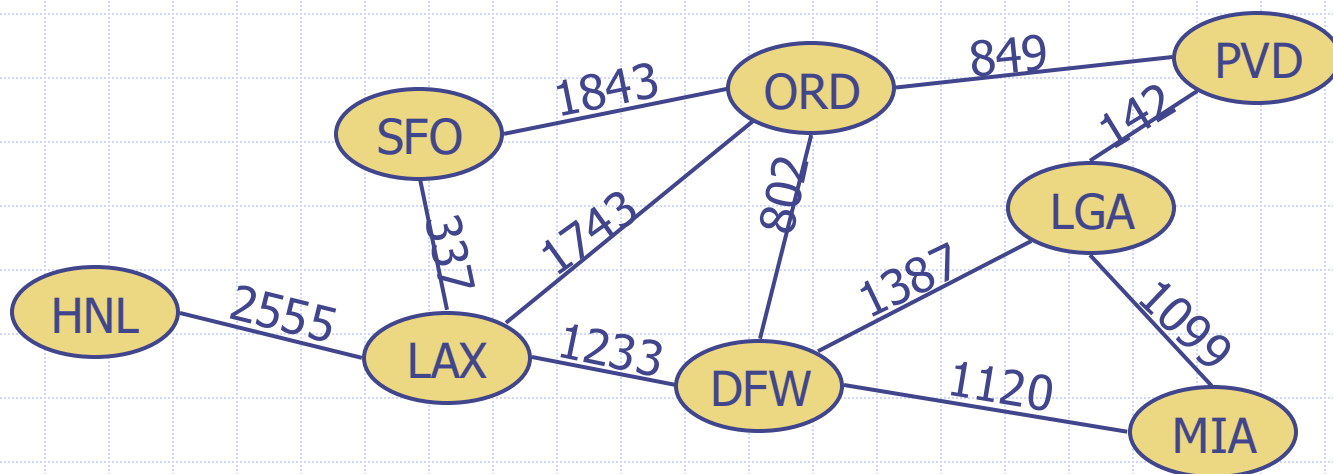 PVD
849
ORD
1843
SFO
142
802
LGA
337
1743
1387
HNL
2555
LAX
1233
DFW
1099
1120
MIA